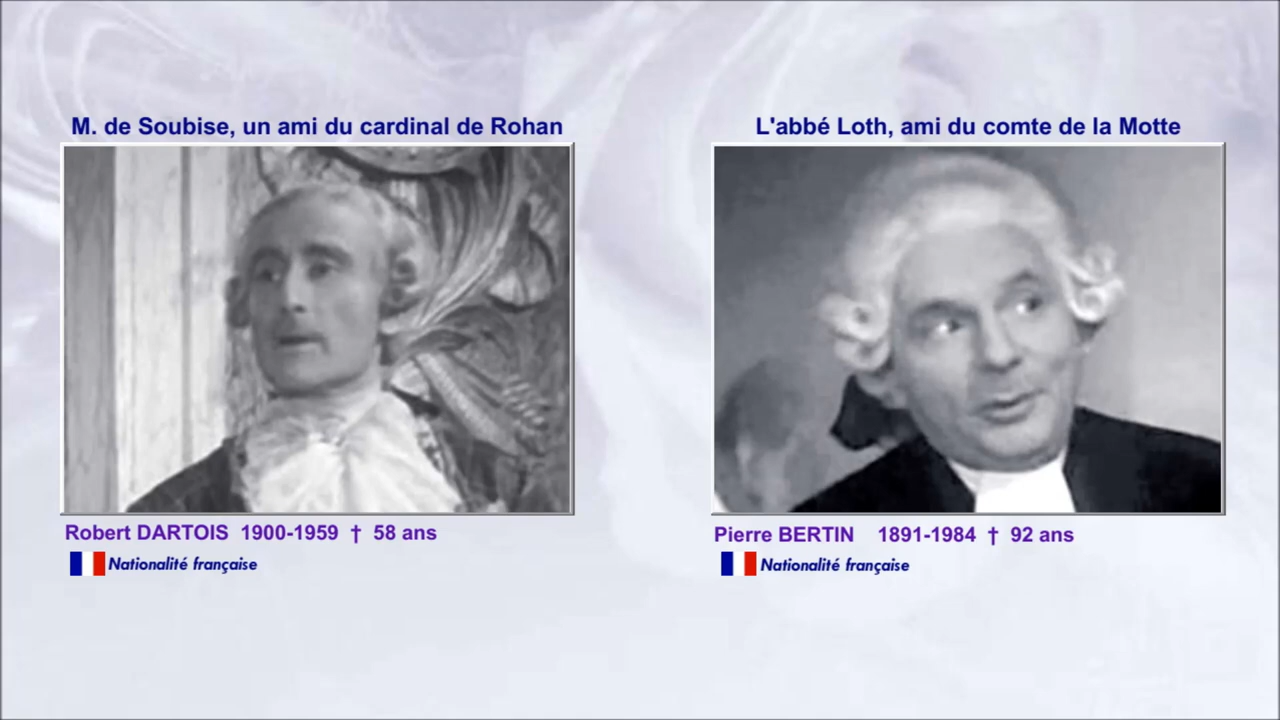 M. de Soubise, un ami du cardinal de Rohan
Robert DARTOIS 1900-1959 † 58 ans
Nationalité française
L'abbé Loth, ami du comte de la Motte
Pierre BERTIN 1891-1984 † 92 ans
Nationalité française